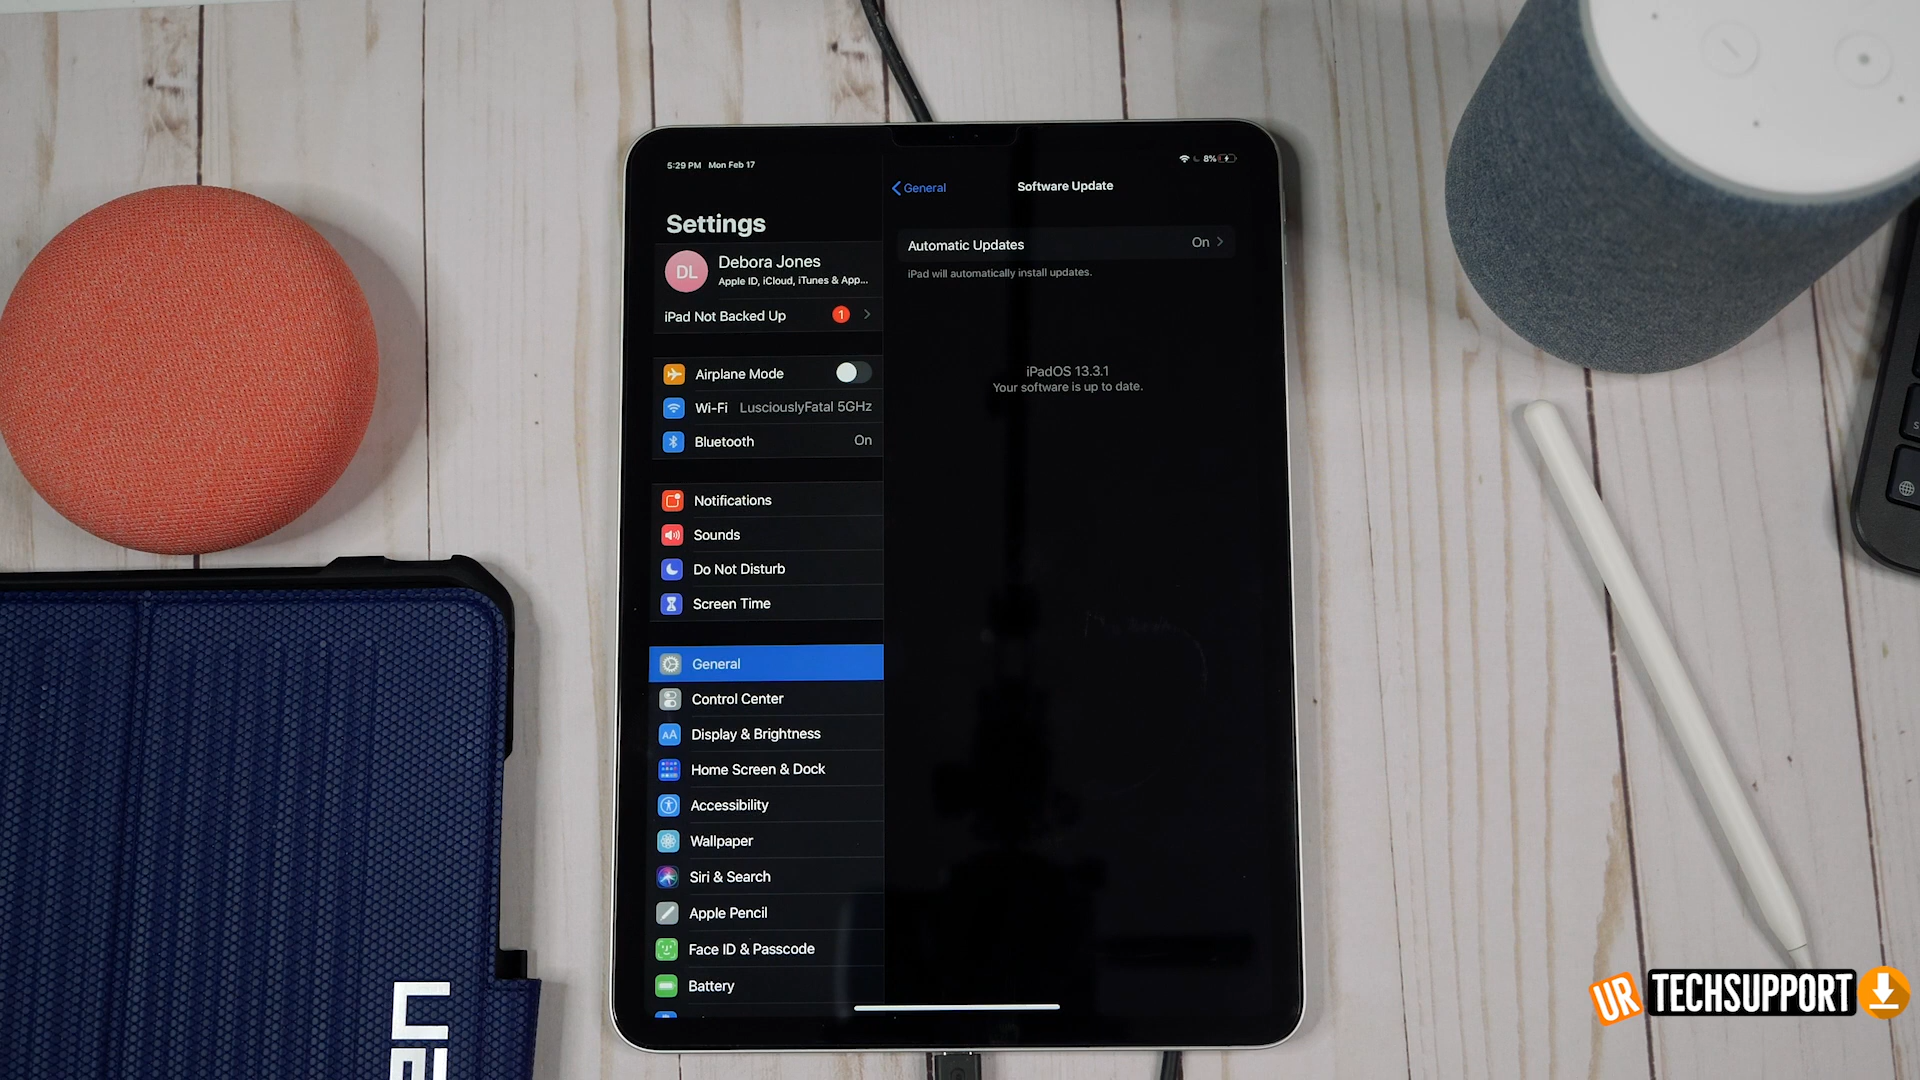 5:29 PM Mon Feb 17
8%
Settings
DL
Debora Jones
Apple ID, iCloud, iTunes & App...
iPad Not Backed Up 1
Airplane Mode
Wi-Fi LusciouslyFatal 5GHz
Bluetooth On
Notifications
Sounds
Do Not Disturb
Screen Time
General
Control Center
AA Display & Brightness
Home Screen & Dock
Accessibility
Wallpaper
Siri & Search
Apple Pencil
Face ID & Passcode
Battery
General
Software Update
Automatic Updates On
iPad will automatically install updates.
iPadOS 13.3.1
Your software is up to date.
UR TECHSUPPORT